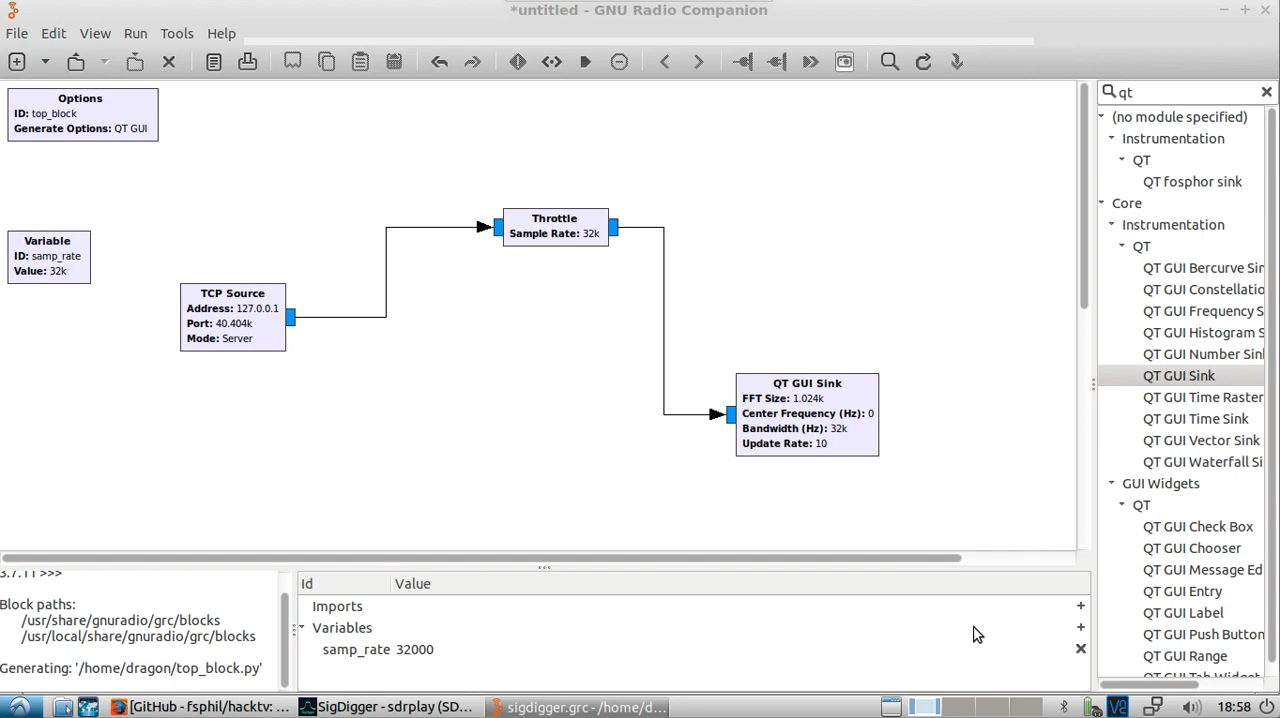 *untitled - GNU Radio Companion
File Edit View Run Tools Help
Options
ID: top_block
Generate Options: QT GUI
Variable
ID: samp_rate
Value: 32k
TCP Source
Address: 127.0.0.1
Port: 40.404k
Mode: Server
Throttle
Sample Rate: 32k
QT GUI Sink
FFT Size: 1.024k
Center Frequency (Hz): 0
Bandwidth (Hz): 32k
Update Rate: 10
qt
(no module specified)
Instrumentation
QT
QT fosphor sink
Core
Instrumentation
QT
QT GUI Bercurve Sin
QT GUI Constellatio
QT GUI Frequency S
QT GUI Histogram S
QT GUI Number Sin
QT GUI Sink
QT GUI Time Raster
QT GUI Time Sink
QT GUI Vector Sink
QT GUI Waterfall Si
GUI Widgets
QT
QT GUI Check Box
QT GUI Chooser
QT GUI Message Ed
QT GUI Entry
QT GUI Label
QT GUI Push Button
QT GUI Range
QT GUI Tab Widget
3.7.11 >>>
Block paths:
/usr/share/gnuradio/grc/blocks
/usr/local/share/gnuradio/grc/blocks
Generating: '/home/dragon/top_block.py'
Id Value
Imports
Variables
samp_rate 32000
[GitHub - fsphil/hacktv: ... SigDigger - sdrplay (SD... sigdigger.grc - /home/d... 18:58